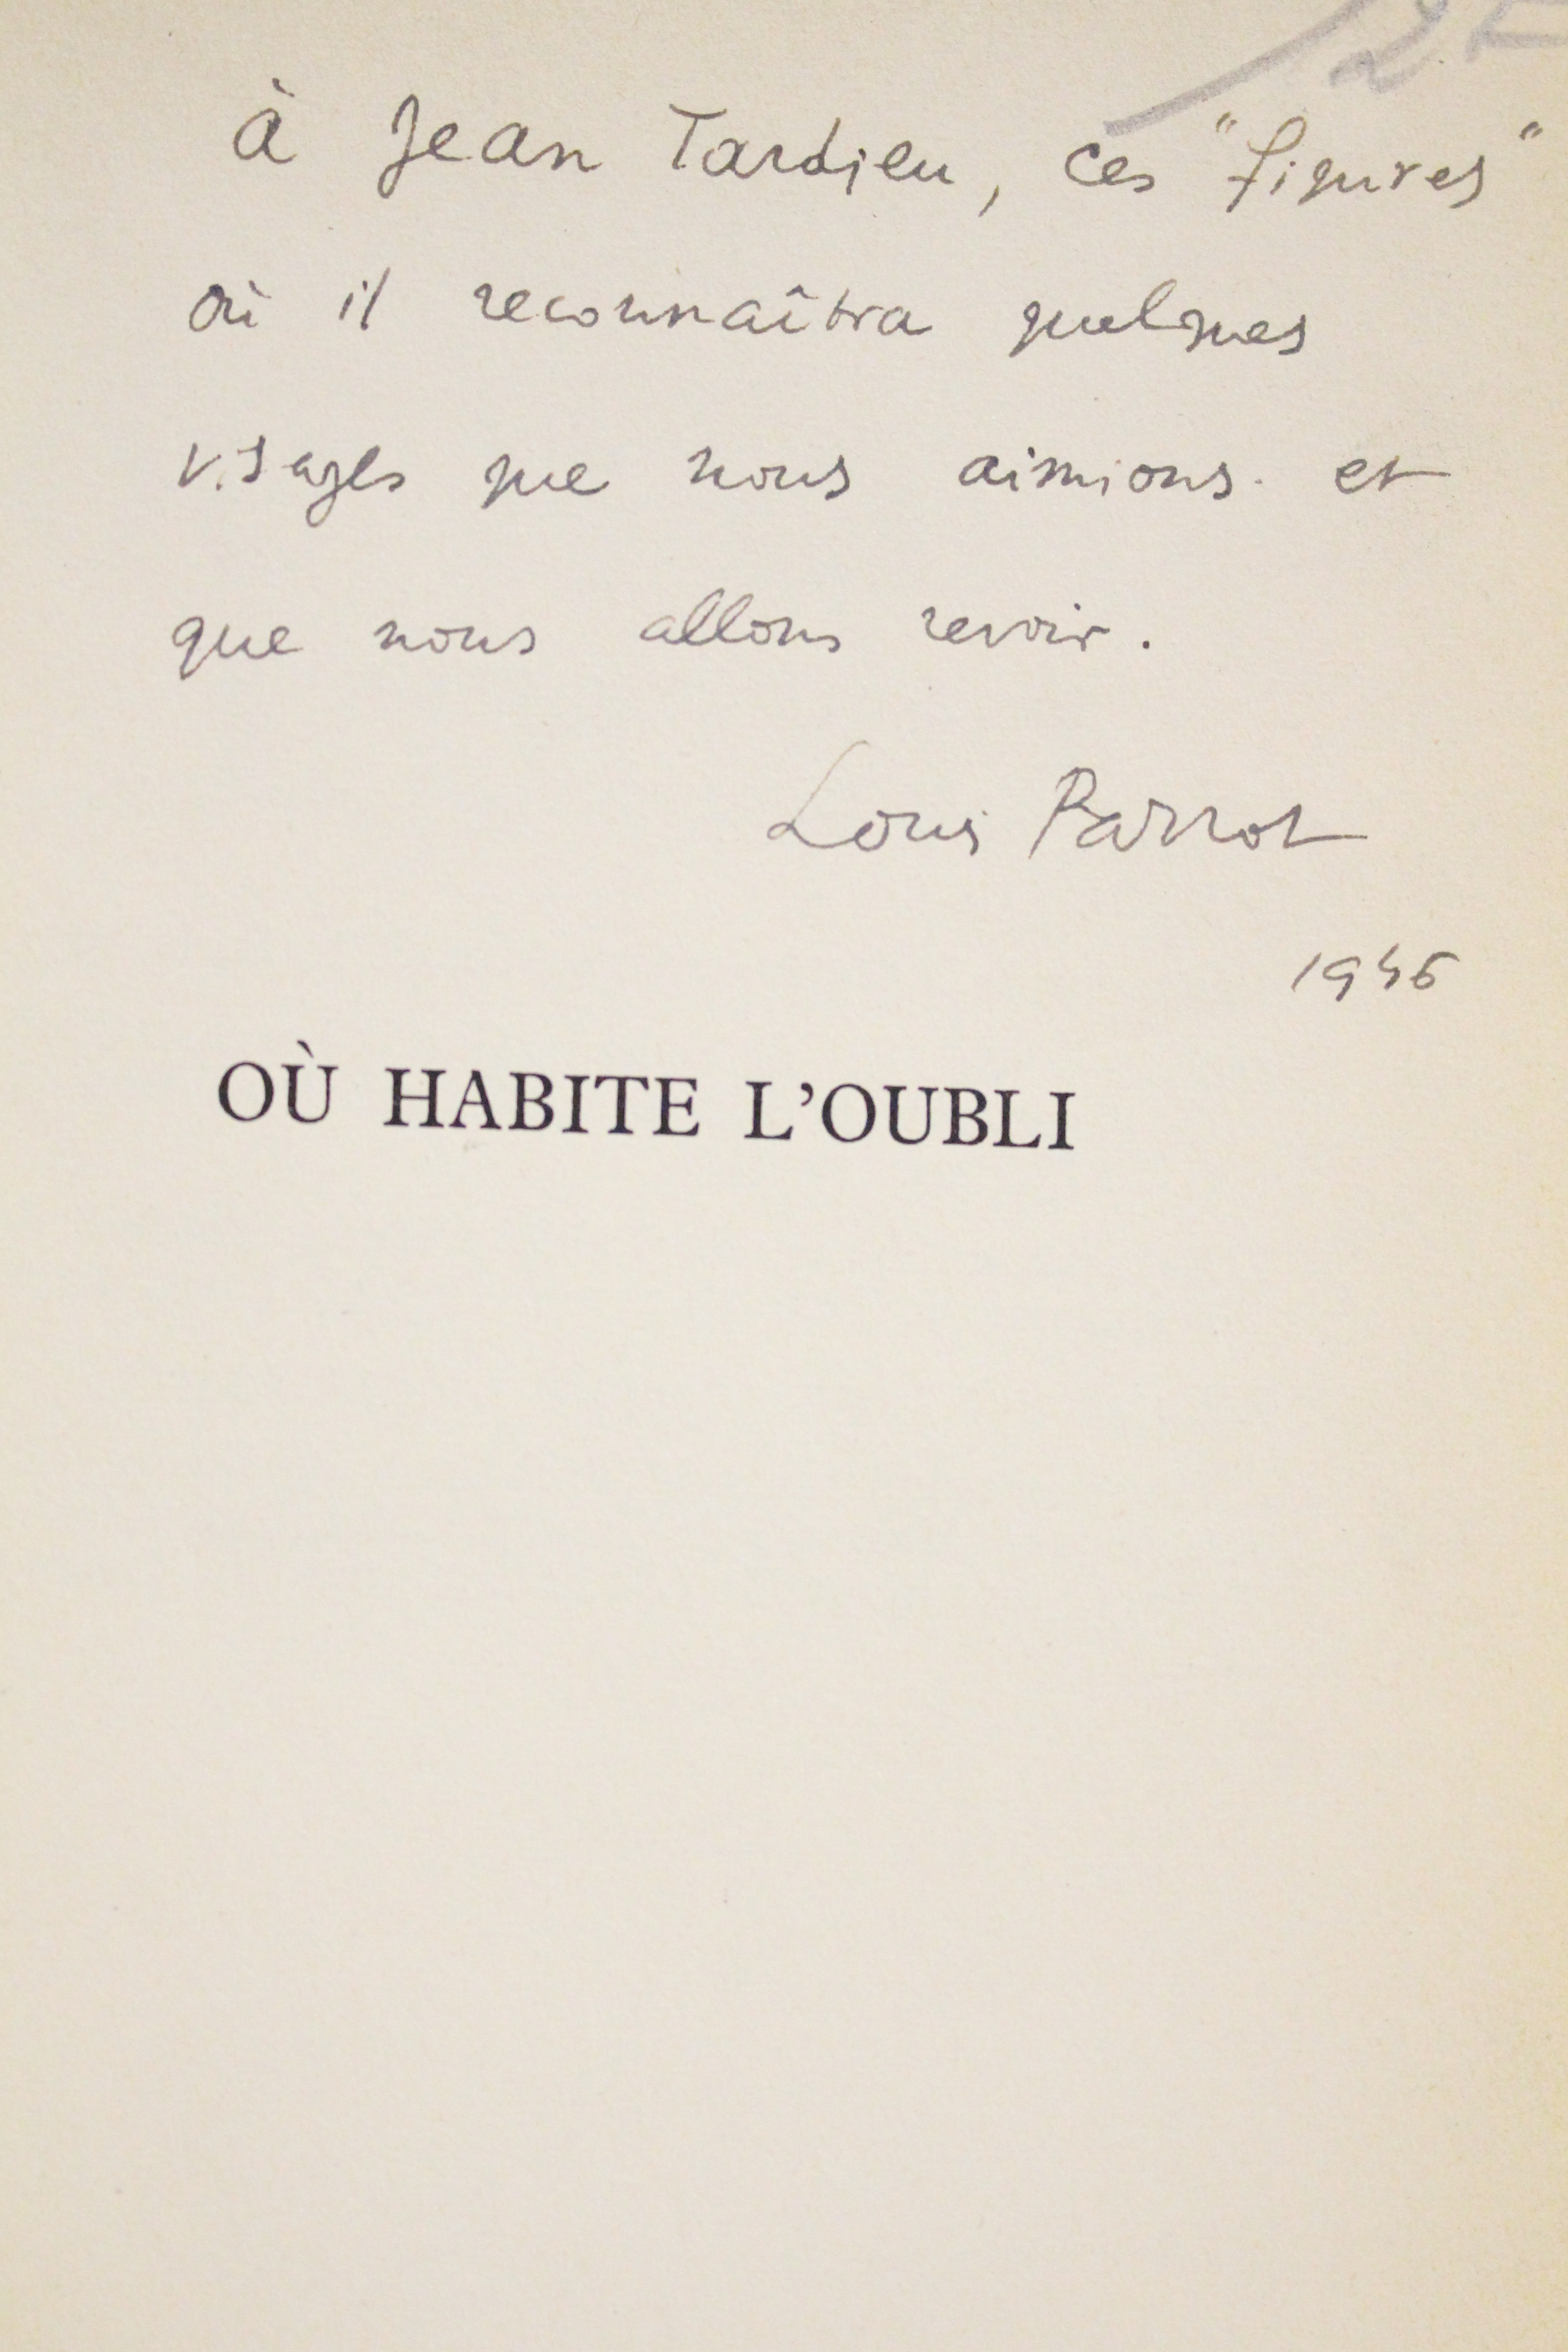 À Jean Tardieu, ces "figures"
où il reconnaîtra quelques
visages que nous aimions et
que nous allons revoir.
Louis Parrot
1946
OÙ HABITE L'OUBLI